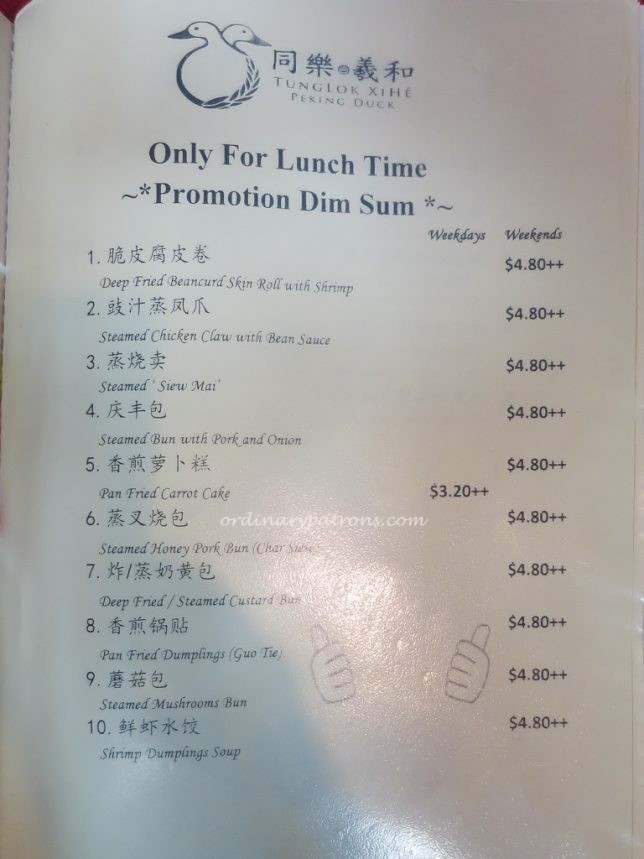 同樂 羲和
TUNGLOK XIHÉ
PEKING DUCK
Only For Lunch Time
~*Promotion Dim Sum *~
Weekdays Weekends
1. 脆皮腐皮卷 $4.80++
Deep Fried Beancurd Skin Roll with Shrimp
2. 豉汁蒸凤爪 $4.80++
Steamed Chicken Claw with Bean Sauce
3. 蒸烧卖 $4.80++
Steamed ' Siew Mai'
4. 庆丰包 $4.80++
Steamed Bun with Pork and Onion
5. 香煎萝卜糕 $4.80++
Pan Fried Carrot Cake $3.20++
6. 蒸叉烧包 $4.80++
ordinarypatrons.com
Steamed Honey Pork Bun (Char Siew
7. 炸/蒸奶黄包 $4.80++
Deep Fried / Steamed Custard Bun
8. 香煎锅贴 $4.80++
Pan Fried Dumplings (Guo Tie)
9. 蘑菇包 $4.80++
Steamed Mushrooms Bun
10. 鲜虾水饺 $4.80++
Shrimp Dumplings Soup